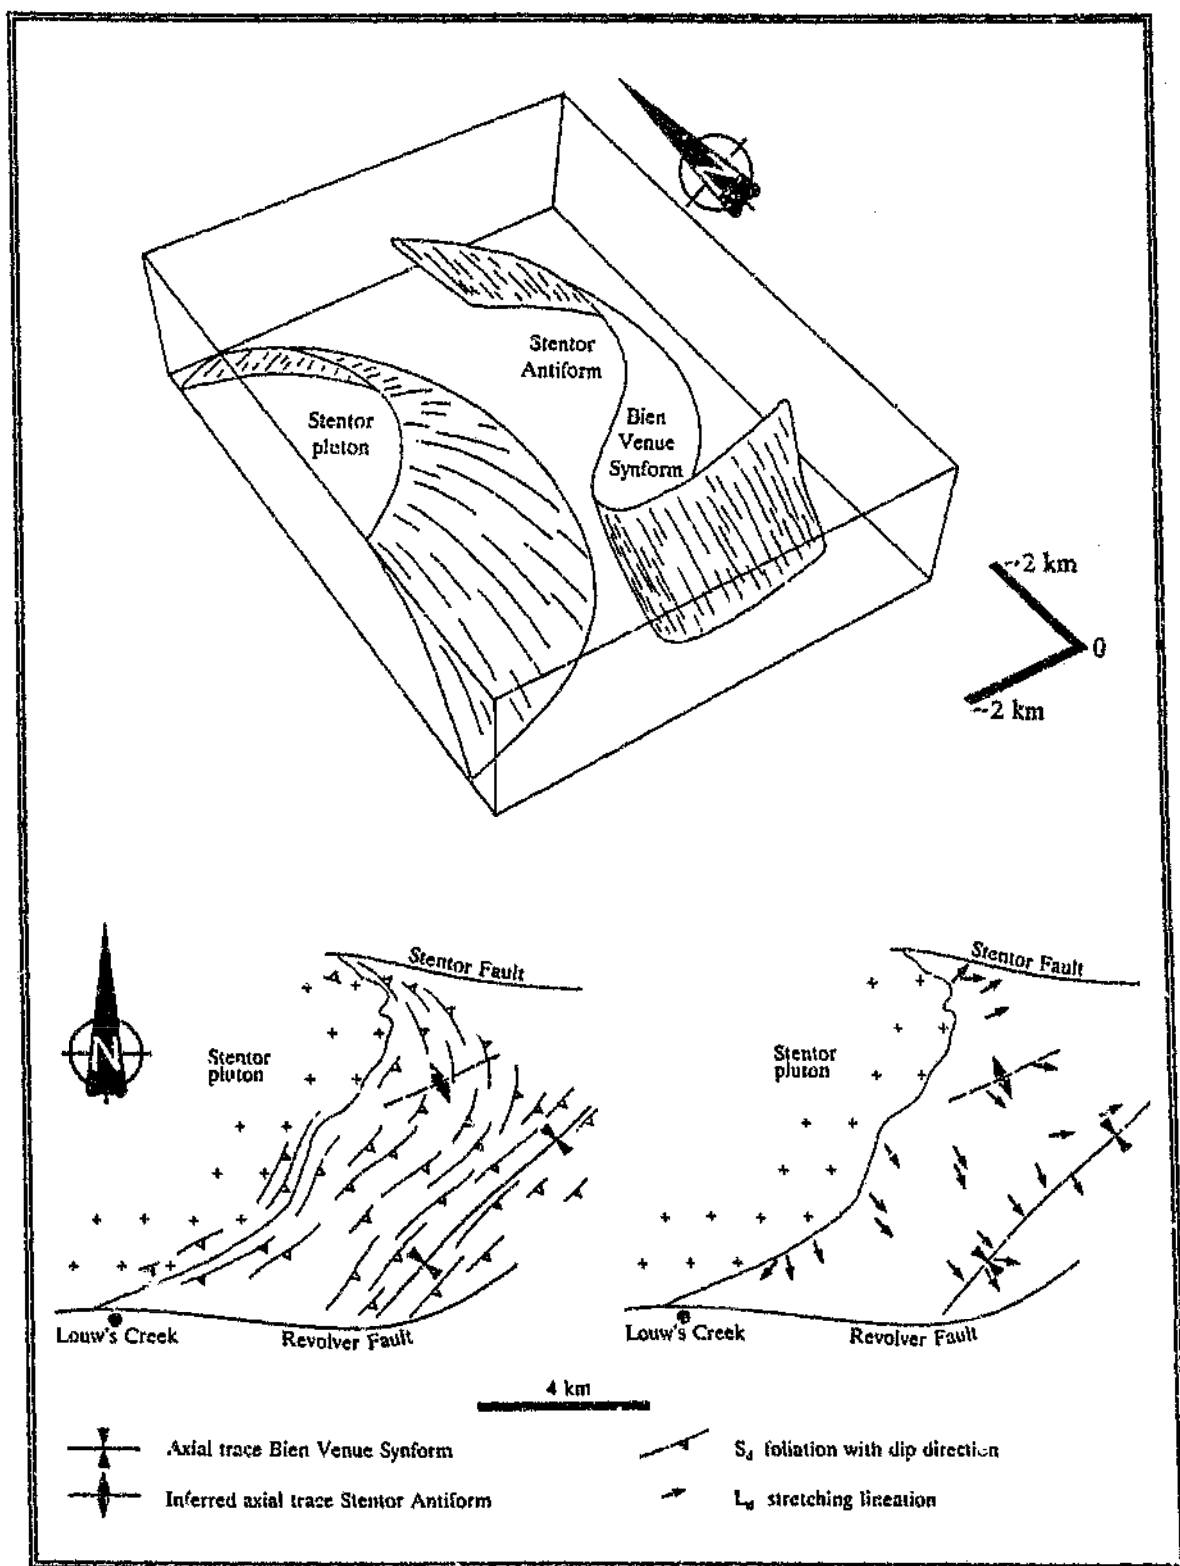 N
Stentor
Antiform
Stentor
pluton
Bien
Venue
Synform
~2 km
0
~2 km
N
Stentor Fault
Stentor
pluton
Louw's Creek
Revolver Fault
Stentor Fault
Stentor
pluton
Louw's Creek
Revolver Fault
4 km
Axial trace Bien Venue Synform
Inferred axial trace Stentor Antiform
S_d foliation with dip direction
L_d stretching lineation